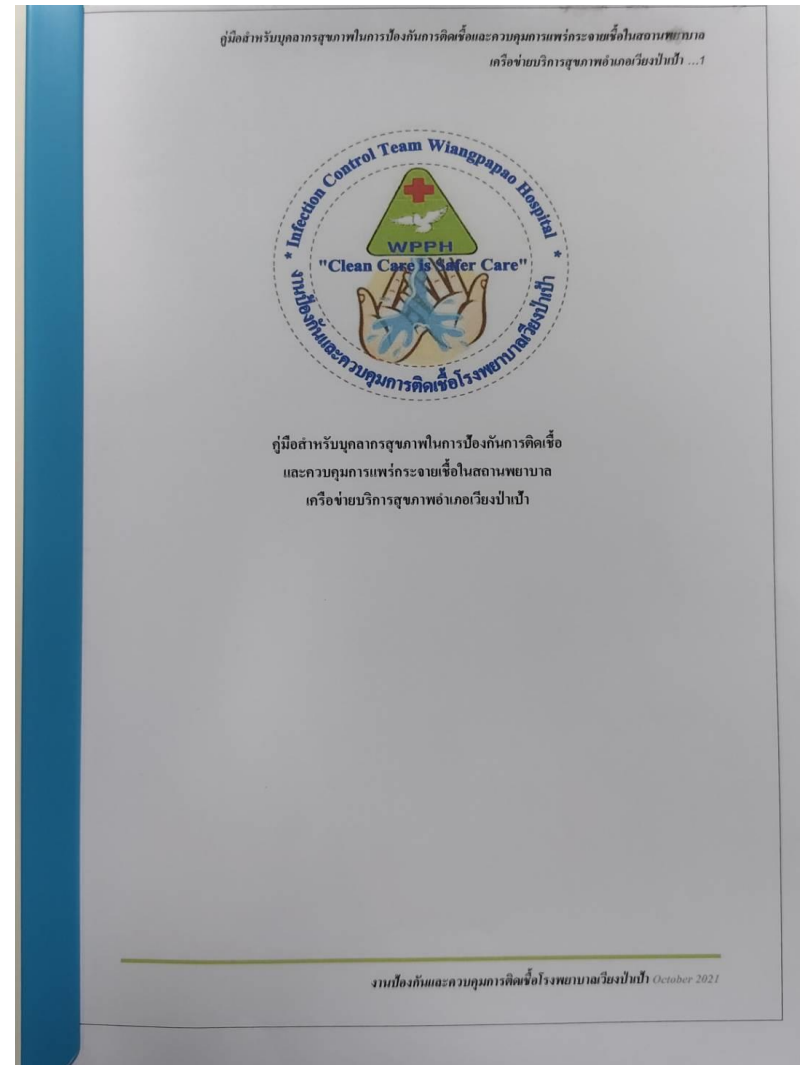 คู่มือสำหรับบุคลากรสุขภาพในการป้องกันการติดเชื้อและควบคุมการแพร่กระจายเชื้อในสถานพยาบาล
เครือข่ายบริการสุขภาพอำเภอเวียงป่าเป้า ...1
* Infection Control Team Wiangpapao Hospital *
WPPH
"Clean Care is Safer Care"
งานป้องกันและควบคุมการติดเชื้อโรงพยาบาลเวียงป่าเป้า
คู่มือสำหรับบุคลากรสุขภาพในการป้องกันการติดเชื้อ
และควบคุมการแพร่กระจายเชื้อในสถานพยาบาล
เครือข่ายบริการสุขภาพอำเภอเวียงป่าเป้า
งานป้องกันและควบคุมการติดเชื้อโรงพยาบาลเวียงป่าเป้า October 2021